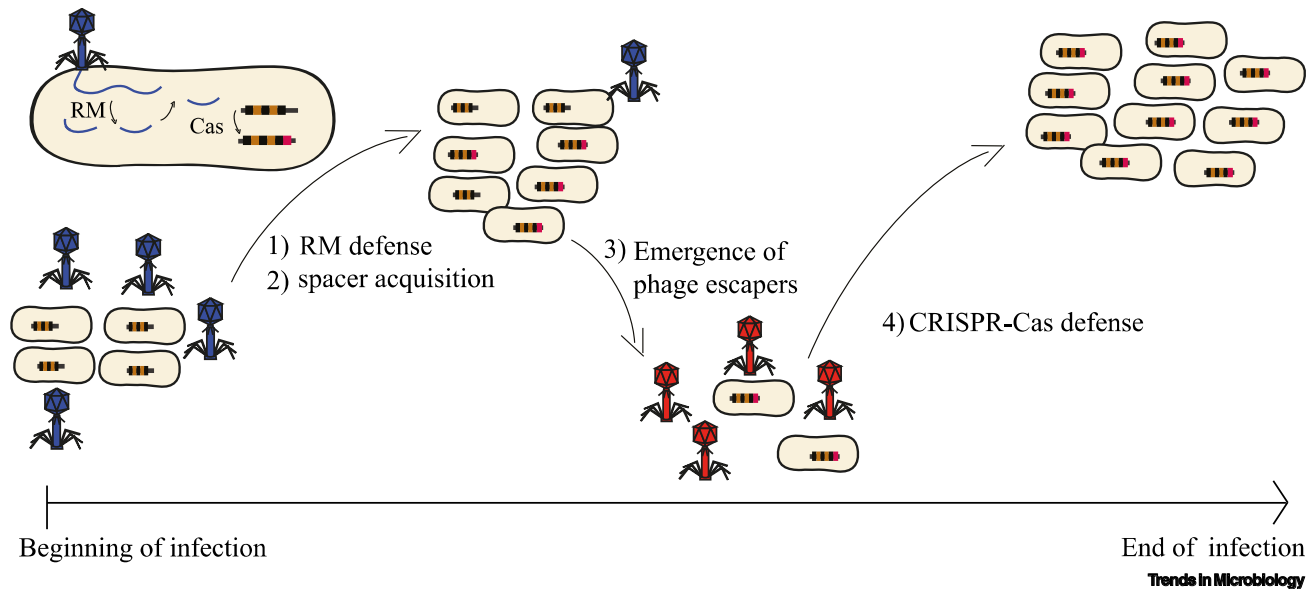 RM
Cas
1) RM defense
2) spacer acquisition
3) Emergence of
phage escapers
4) CRISPR-Cas defense
Beginning of infection
End of infection
Trends in Microbiology